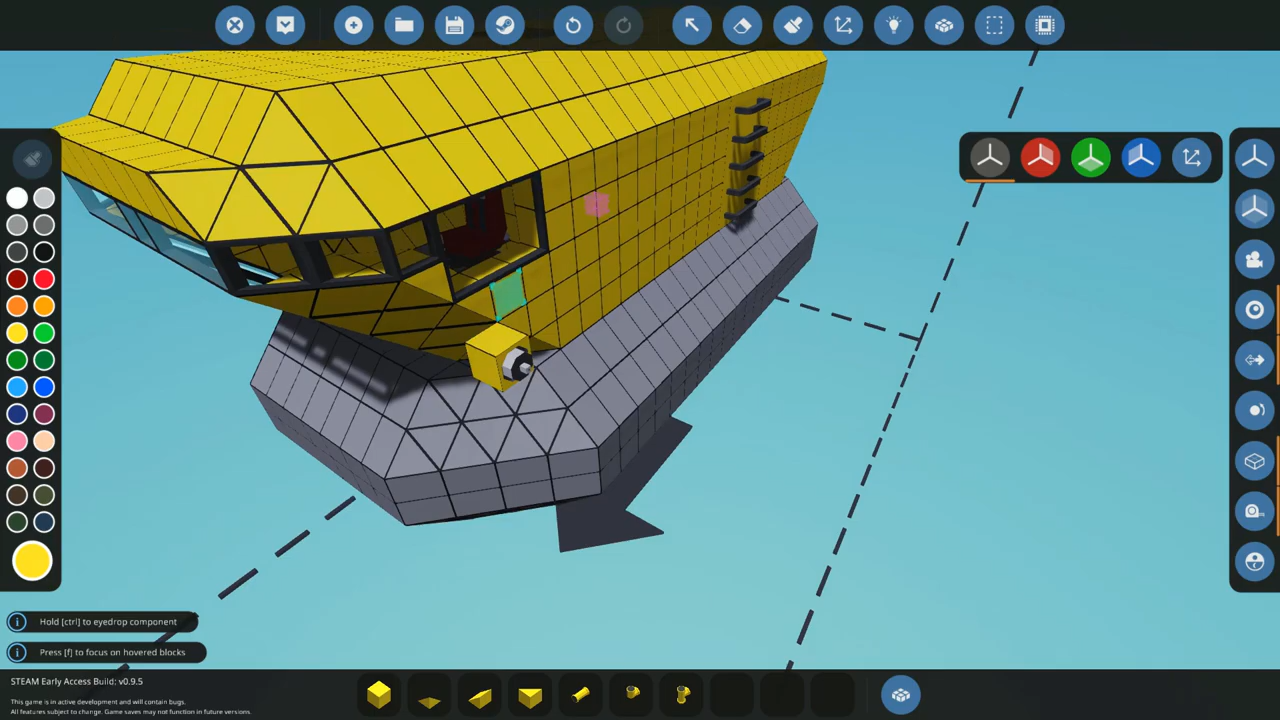 Hold [ctrl] to eyedrop component
Press [f] to focus on hovered blocks
STEAM Early Access Build: v0.9.5
This game is in active development and will contain bugs.
All features subject to change. Game saves may not function in future versions.